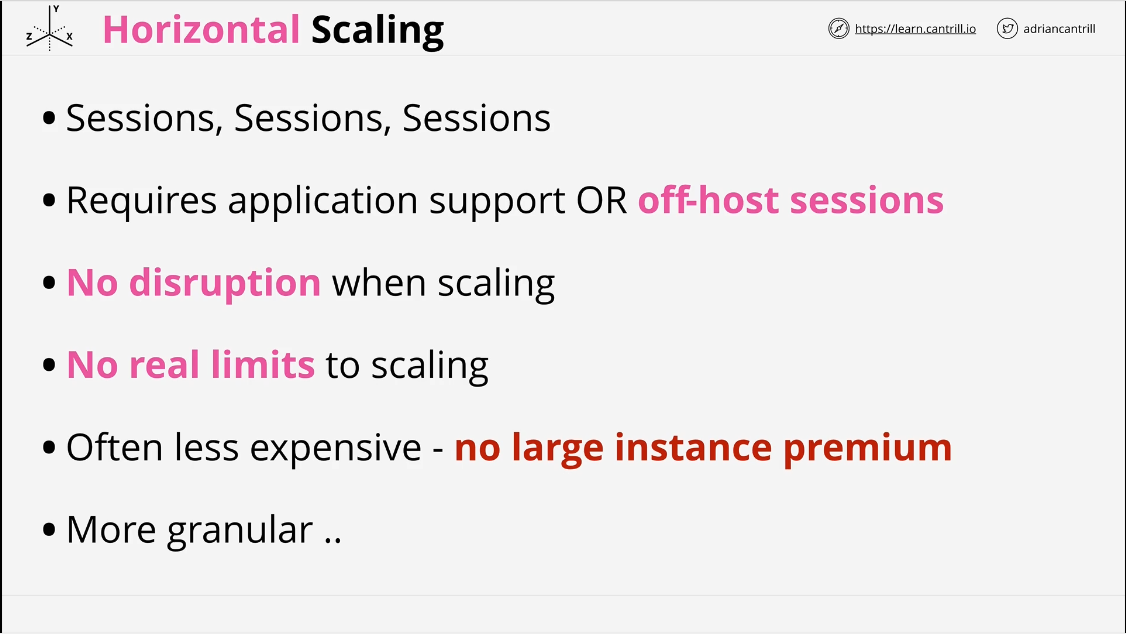 Y
Z X
Horizontal Scaling
https://learn.cantrill.io
adriancantrill
• Sessions, Sessions, Sessions
• Requires application support OR off-host sessions
• No disruption when scaling
• No real limits to scaling
• Often less expensive - no large instance premium
• More granular ..